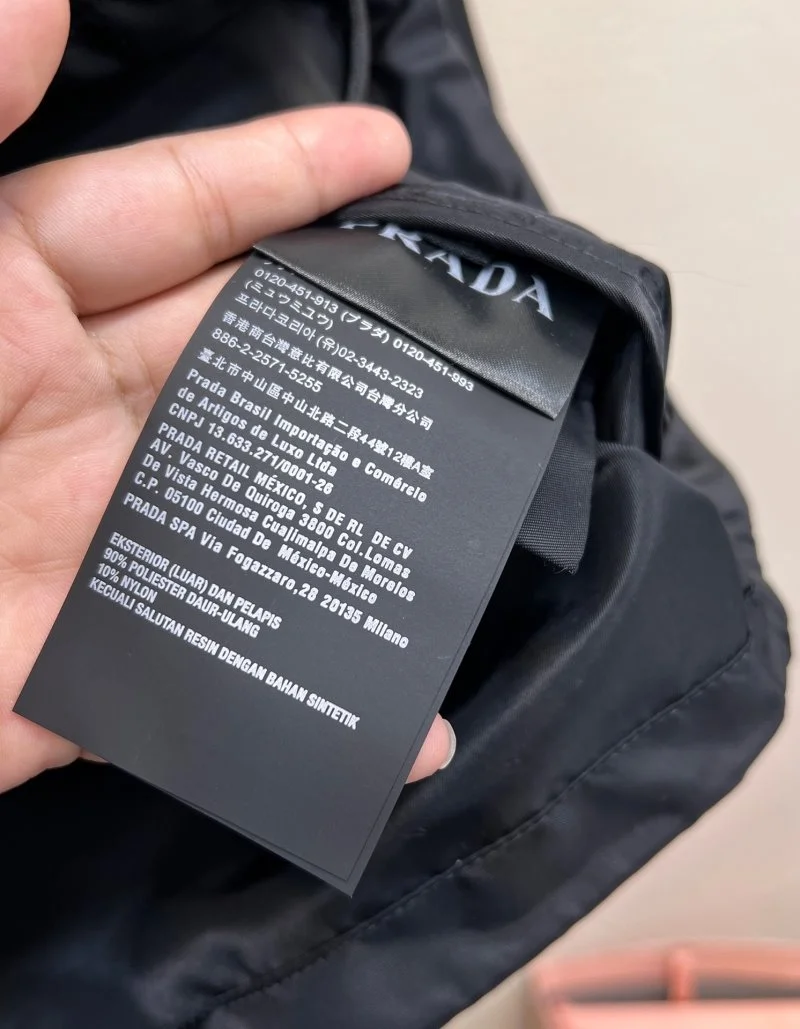 PRADA
0120-451-913 (プラダ) 0120-451-993
(ミュウミュウ)
프라다코리아 (유)02-3443-2323
香港商台灣意比有限公司台灣分公司
886-2-2571-5255
臺北市中山區中山北路二段44號12樓A室
Prada Brasil Importação e Comércio
de Artigos de Luxo Ltda
CNPJ 13.633.271/0001-26
PRADA RETAIL MÉXICO, S DE RL DE CV
AV. Vasco De Quiroga 3800 Col.Lomas
De Vista Hermosa Cuajimalpa De Morelos
C.P. 05100 Ciudad De México-México
PRADA SPA Via Fogazzaro,28 20135 Milano
EKSTERIOR (LUAR) DAN PELAPIS
90% POLIESTER DAUR-ULANG
10% NYLON
KECUALI SALUTAN RESIN DENGAN BAHAN SINTETIK